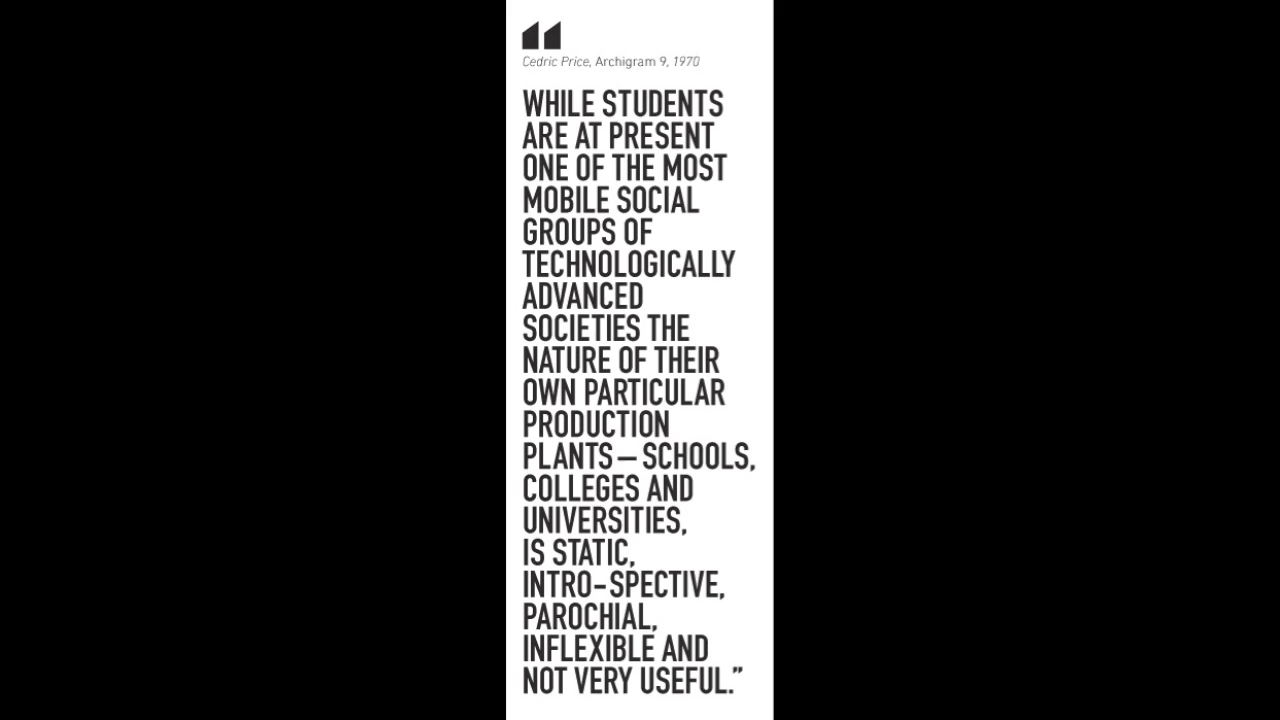 Cedric Price, Archigram 9, 1970
WHILE STUDENTS
ARE AT PRESENT
ONE OF THE MOST
MOBILE SOCIAL
GROUPS OF
TECHNOLOGICALLY
ADVANCED
SOCIETIES THE
NATURE OF THEIR
OWN PARTICULAR
PRODUCTION
PLANTS — SCHOOLS,
COLLEGES AND
UNIVERSITIES,
IS STATIC,
INTRO-SPECTIVE,
PAROCHIAL,
INFLEXIBLE AND
NOT VERY USEFUL.”